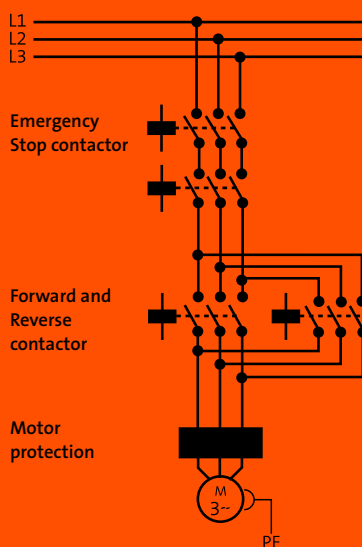 L1
L2
L3
Emergency
Stop contactor
Forward and
Reverse
contactor
Motor
protection
M
3~
PE